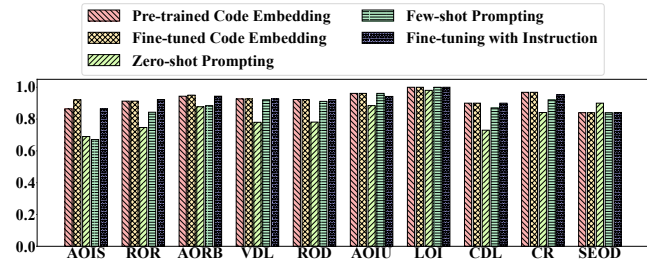 Pre-trained Code Embedding Few-shot Prompting
Fine-tuned Code Embedding Fine-tuning with Instruction
Zero-shot Prompting
1.0
0.8
0.6
0.4
0.2
0.0
AOIS ROR AORB VDL ROD AOIU LOI CDL CR SEOD